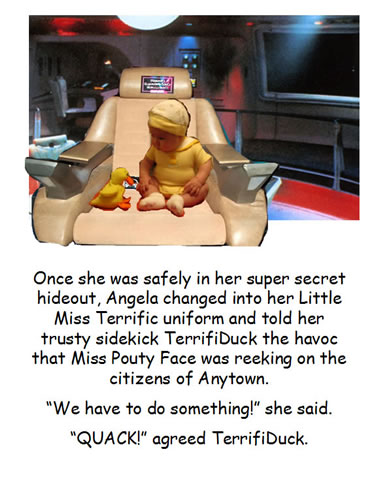 Once she was safely in her super secret
hideout, Angela changed into her Little
Miss Terrific uniform and told her
trusty sidekick TerrifiDuck the havoc
that Miss Pouty Face was reeking on the
citizens of Anytown.
“We have to do something!” she said.
“QUACK!” agreed TerrifiDuck.